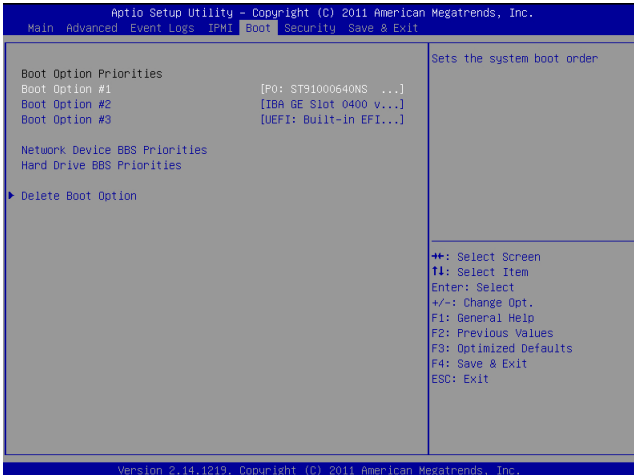 Aptio Setup Utility – Copyright (C) 2011 American Megatrends, Inc.
Main Advanced Event Logs IPMI Boot Security Save & Exit
Sets the system boot order
Boot Option Priorities
Boot Option #1 [P0: ST91000640NS ...]
Boot Option #2 [IBA GE Slot 0400 v...]
Boot Option #3 [UEFI: Built-in EFI...]
Network Device BBS Priorities
Hard Drive BBS Priorities
▶ Delete Boot Option
→←: Select Screen
↑↓: Select Item
Enter: Select
+/-: Change Opt.
F1: General Help
F2: Previous Values
F3: Optimized Defaults
F4: Save & Exit
ESC: Exit
Version 2.14.1219. Copyright (C) 2011 American Megatrends, Inc.